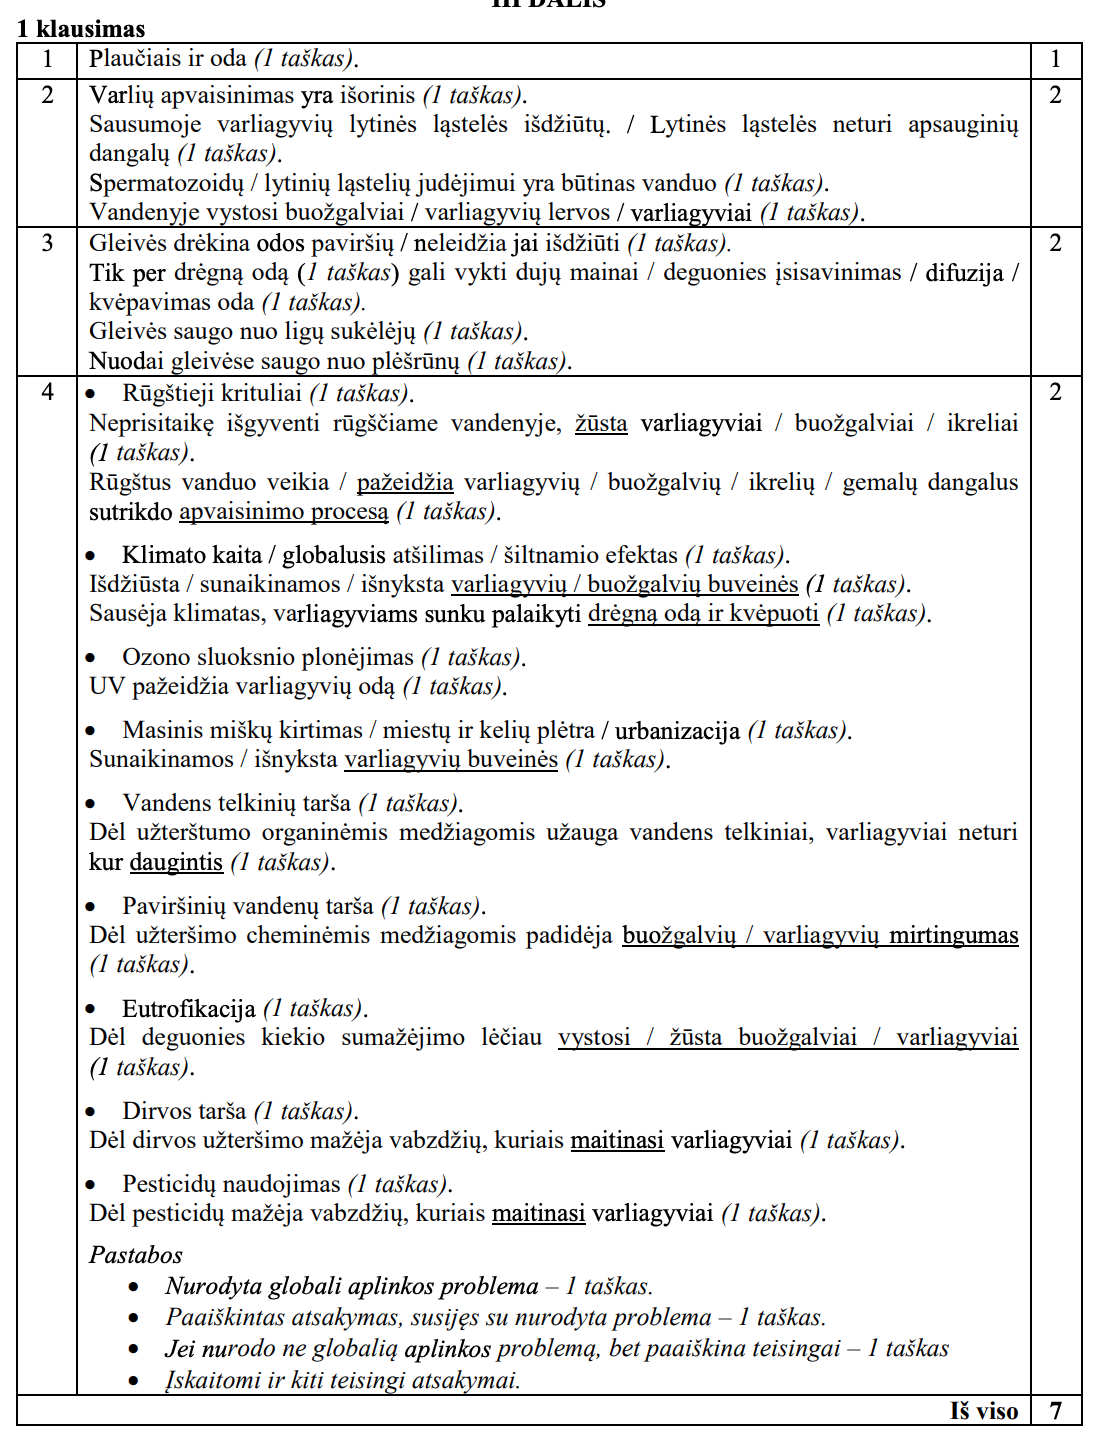 III DALIS
1 klausimas
1 Plaučiais ir oda (1 taškas). 1
2 Varlių apvaisinimas yra išorinis (1 taškas). 2
Sausumoje varliagyvių lytinės ląstelės išdžiūtų. / Lytinės ląstelės neturi apsauginių
dangalų (1 taškas).
Spermatozoidų / lytinių ląstelių judėjimui yra būtinas vanduo (1 taškas).
Vandenyje vystosi buožgalviai / varliagyvių lervos / varliagyviai (1 taškas).
3 Gleivės drėkina odos paviršių / neleidžia jai išdžiūti (1 taškas). 2
Tik per drėgną odą (1 taškas) gali vykti dujų mainai / deguonies įsisavinimas / difuzija /
kvėpavimas oda (1 taškas).
Gleivės saugo nuo ligų sukėlėjų (1 taškas).
Nuodai gleivėse saugo nuo plėšrūnų (1 taškas).
4 • Rūgštieji krituliai (1 taškas). 2
Neprisitaikę išgyventi rūgščiame vandenyje, žūsta varliagyviai / buožgalviai / ikreliai
(1 taškas).
Rūgštus vanduo veikia / pažeidžia varliagyvių / buožgalvių / ikrelių / gemalų dangalus
sutrikdo apvaisinimo procesą (1 taškas).
• Klimato kaita / globalusis atšilimas / šiltnamio efektas (1 taškas).
Išdžiūsta / sunaikinamos / išnyksta varliagyvių / buožgalvių buveinės (1 taškas).
Sausėja klimatas, varliagyviams sunku palaikyti drėgną odą ir kvėpuoti (1 taškas).
• Ozono sluoksnio plonėjimas (1 taškas).
UV pažeidžia varliagyvių odą (1 taškas).
• Masinis miškų kirtimas / miestų ir kelių plėtra / urbanizacija (1 taškas).
Sunaikinamos / išnyksta varliagyvių buveinės (1 taškas).
• Vandens telkinių tarša (1 taškas).
Dėl užterštumo organinėmis medžiagomis užauga vandens telkiniai, varliagyviai neturi
kur daugintis (1 taškas).
• Paviršinių vandenų tarša (1 taškas).
Dėl užteršimo cheminėmis medžiagomis padidėja buožgalvių / varliagyvių mirtingumas
(1 taškas).
• Eutrofikacija (1 taškas).
Dėl deguonies kiekio sumažėjimo lėčiau vystosi / žūsta buožgalviai / varliagyviai
(1 taškas).
• Dirvos tarša (1 taškas).
Dėl dirvos užteršimo mažėja vabzdžių, kuriais maitinasi varliagyviai (1 taškas).
• Pesticidų naudojimas (1 taškas).
Dėl pesticidų mažėja vabzdžių, kuriais maitinasi varliagyviai (1 taškas).
Pastabos
• Nurodyta globali aplinkos problema – 1 taškas.
• Paaiškintas atsakymas, susijęs su nurodyta problema – 1 taškas.
• Jei nurodo ne globalią aplinkos problemą, bet paaiškina teisingai – 1 taškas
• Įskaitomi ir kiti teisingi atsakymai.
Iš viso 7